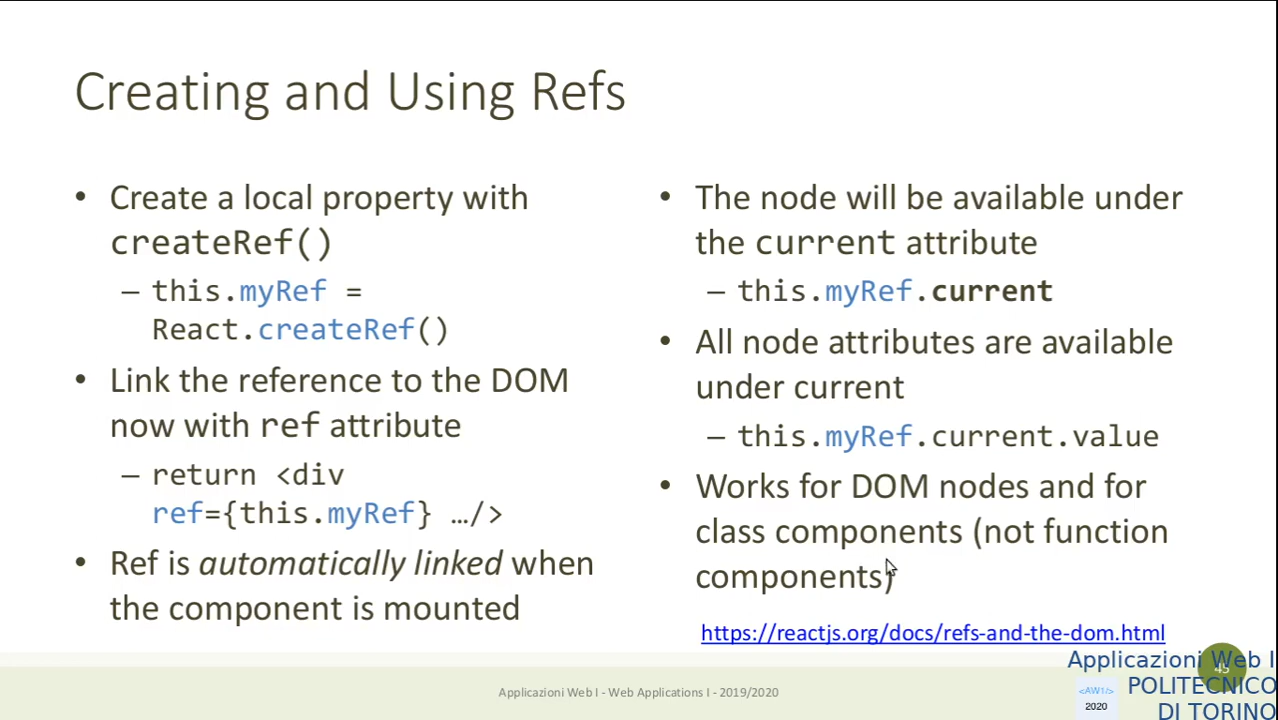 Creating and Using Refs
• Create a local property with
createRef()
– this.myRef =
React.createRef()
• Link the reference to the DOM
now with ref attribute
– return <div
ref={this.myRef} …/>
• Ref is automatically linked when
the component is mounted
• The node will be available under
the current attribute
– this.myRef.current
• All node attributes are available
under current
– this.myRef.current.value
• Works for DOM nodes and for
class components (not function
components)
https://reactjs.org/docs/refs-and-the-dom.html
Applicazioni Web I - Web Applications I - 2019/2020
Applicazioni Web I
POLITECNICO
DI TORINO
<AW1/>
2020